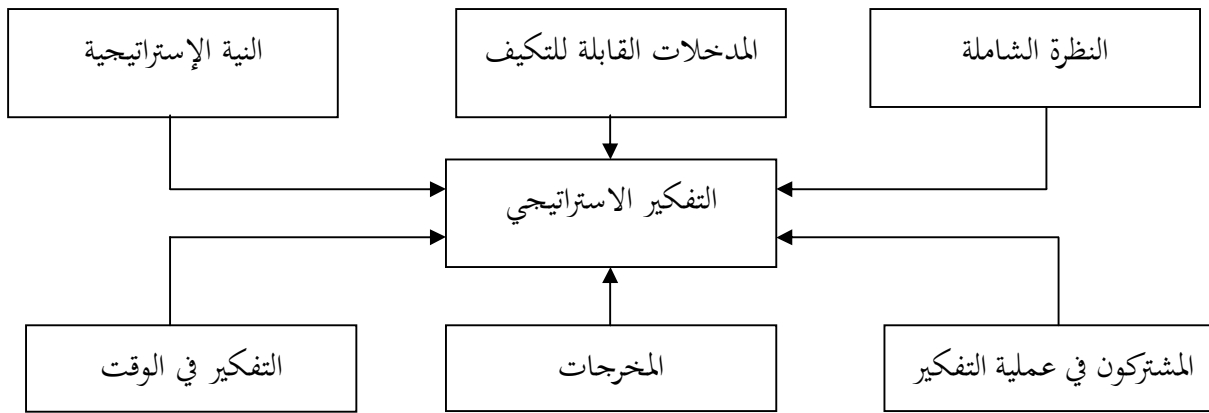 النظرة الشاملة
المدخلات القابلة للتكيف
النية الإستراتيجية
التفكير الاستراتيجي
المشتركون في عملية التفكير
المخرجات
التفكير في الوقت